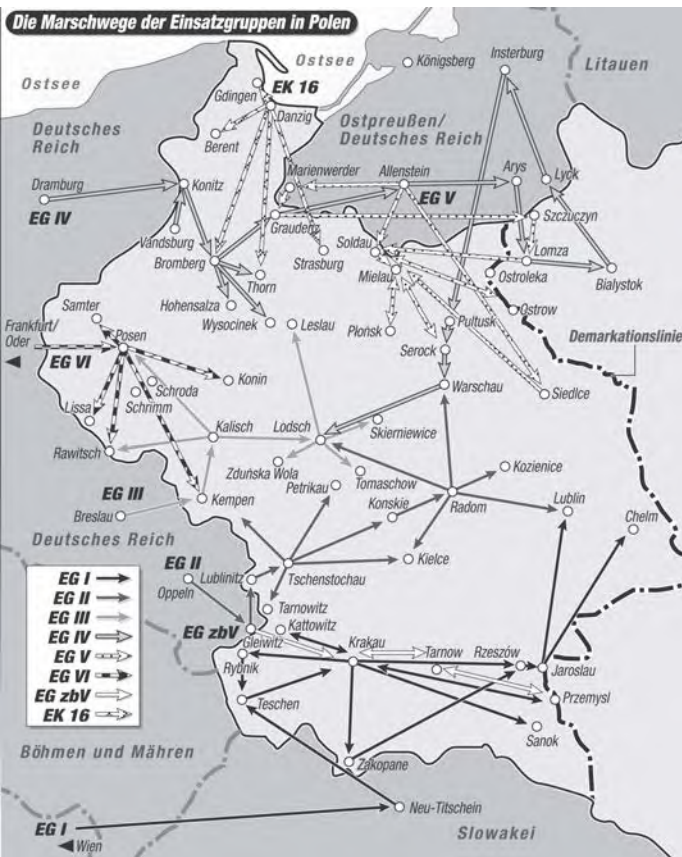 Die Marschwege der Einsatzgruppen in Polen
Ostsee
Ostsee
Königsberg
Insterburg
Litauen
Gdingen
EK 16
Danzig
Deutsches
Reich
Berent
Ostpreußen/
Deutsches Reich
Marienwerder
Allenstein
Arys
Lyck
Dramburg
Konitz
EG IV
EG V
Vandsburg
Graudenz
Szczuczyn
Soldau
Lomza
Bromberg
Strasburg
Mielau
Thorn
Ostroleka
Bialystok
Hohensalza
Samter
Wysocinek
Leslau
Płońsk
Pultusk
Ostrow
Frankfurt/
Oder
Posen
Serock
Demarkationslinie
EG VI
Konin
Warschau
Schroda
Siedlce
Lissa
Schrimm
Kalisch
Lodsch
Skierniewice
Rawitsch
Zduńska Wola
Tomaschow
Kozienice
EG III
Kempen
Petrikau
Konskie
Radom
Lublin
Breslau
Chelm
Deutsches Reich
EG II
Kielce
Lublinitz
Tschenstochau
Oppeln
Tarnowitz
EG zbV
Kattowitz
Gleiwitz
Krakau
Tarnow
Rzeszów
Rybnik
Jaroslau
Teschen
Przemysl
Sanok
Zakopane
EG I
EG II
EG III
EG IV
EG V
EG VI
EG zbV
EK 16
Böhmen und Mähren
Neu-Titschein
EG I
Wien
Slowakei